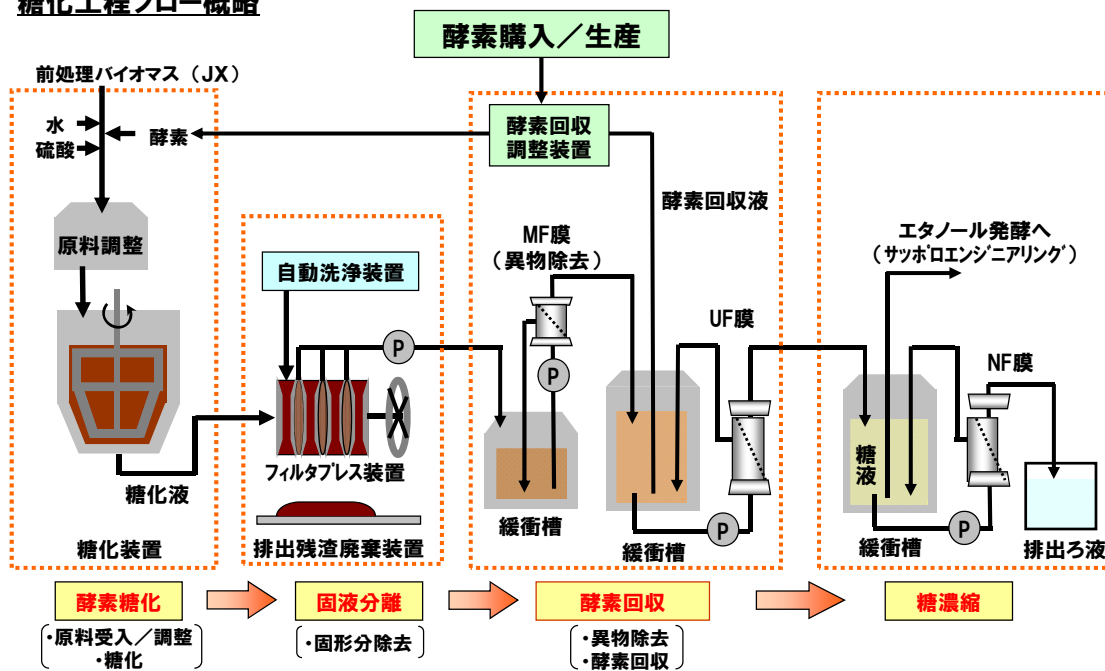 糖化工程フロー概略
酵素購入／生産
前処理バイオマス（JX）
水
硫酸
酵素
酵素回収
調整装置
酵素回収液
原料調整
自動洗浄装置
MF膜
（異物除去）
エタノール発酵へ
（サッポロエンジニアリング）
UF膜
NF膜
P
P
P
P
フィルタプレス装置
糖化液
糖液
緩衝槽
緩衝槽
緩衝槽
排出ろ液
糖化装置
排出残渣廃棄装置
酵素糖化
固液分離
酵素回収
糖濃縮
・原料受入／調整
・糖化
・固形分除去
・異物除去
・酵素回収